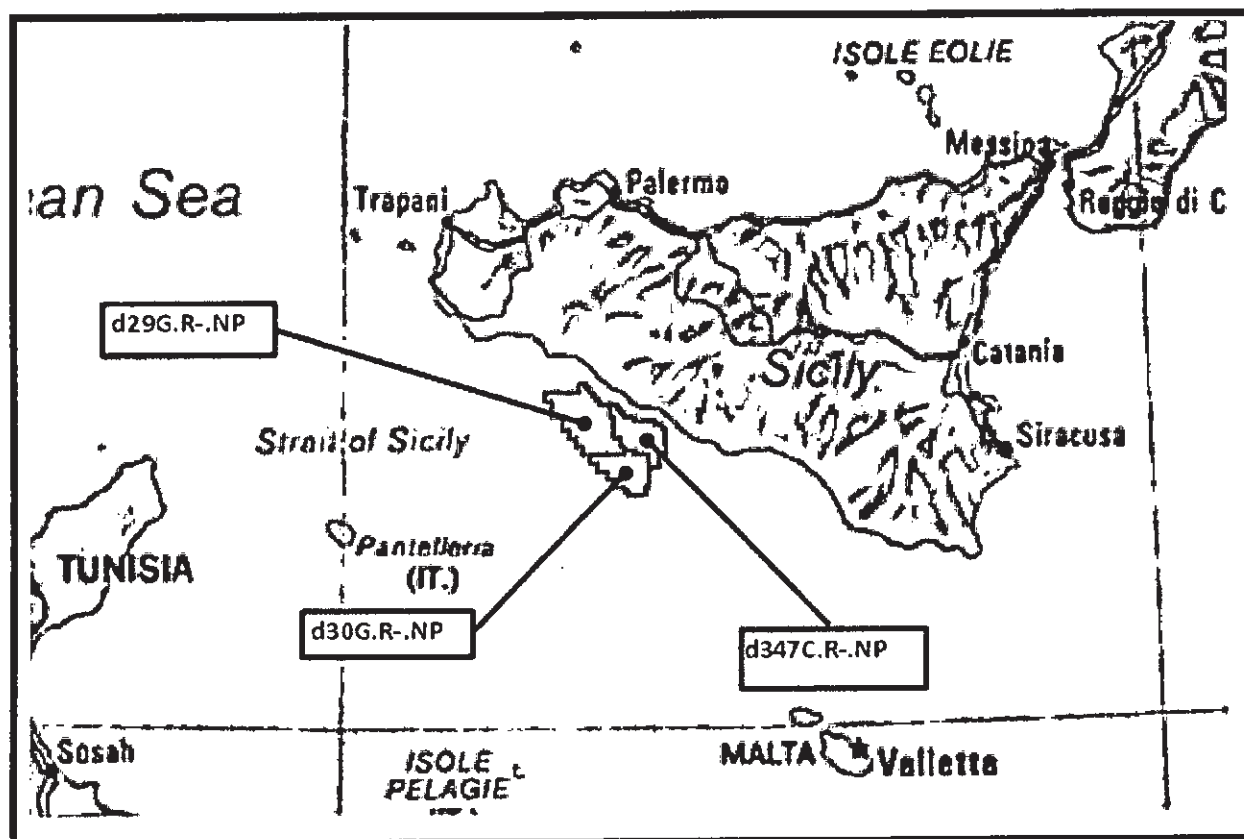 ISOLE EOLIE
Messina
an Sea
Trapani
Palermo
Reggio di C
d29G.R-.NP
Sicily
Catania
Strait of Sicily
Siracusa
Pantelleria
(IT.)
TUNISIA
d30G.R-.NP
d347C.R-.NP
MALTA
Valletta
Sosah
ISOLE
PELAGIE